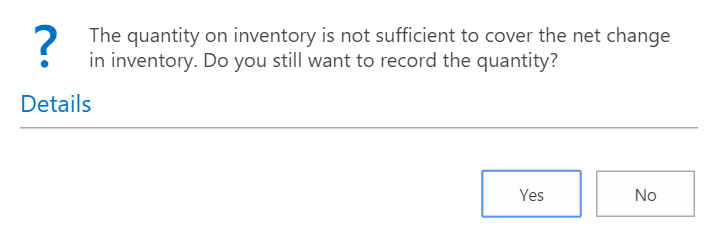 ?
The quantity on inventory is not sufficient to cover the net change
in inventory. Do you still want to record the quantity?
Details
Yes
No